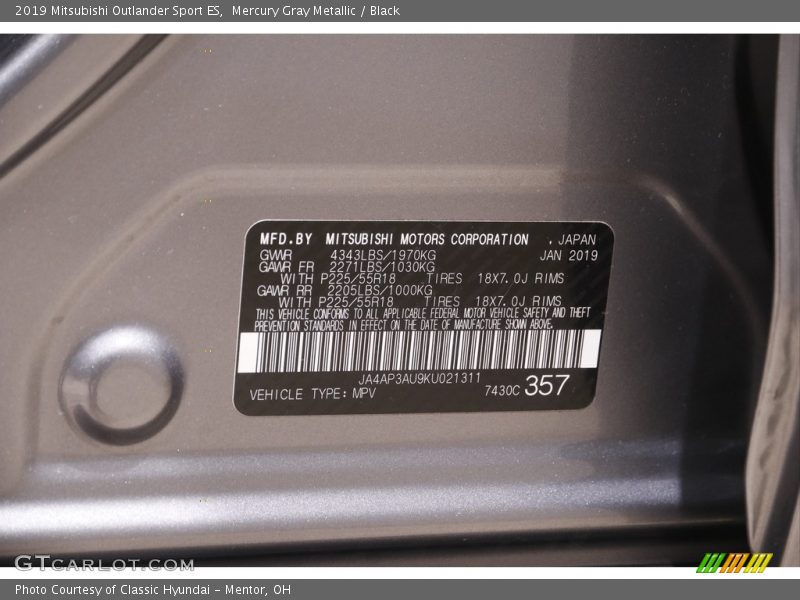 2019 Mitsubishi Outlander Sport ES,  Mercury Gray Metallic / Black
MFD.BY MITSUBISHI MOTORS CORPORATION . JAPAN
GVWR 4343LBS/1970KG JAN 2019
GAWR FR 2271LBS/1030KG
WITH P225/55R18 TIRES 18X7.0J RIMS
GAWR RR 2205LBS/1000KG
WITH P225/55R18 TIRES 18X7.0J RIMS
THIS VEHICLE CONFORMS TO ALL APPLICABLE FEDERAL MOTOR VEHICLE SAFETY AND THEFT
PREVENTION STANDARDS IN EFFECT ON THE DATE OF MANUFACTURE SHOWN ABOVE.
JA4AP3AU9KU021311
VEHICLE TYPE: MPV 7430C 357
GTCARLOT.COM
Photo Courtesy of Classic Hyundai - Mentor, OH